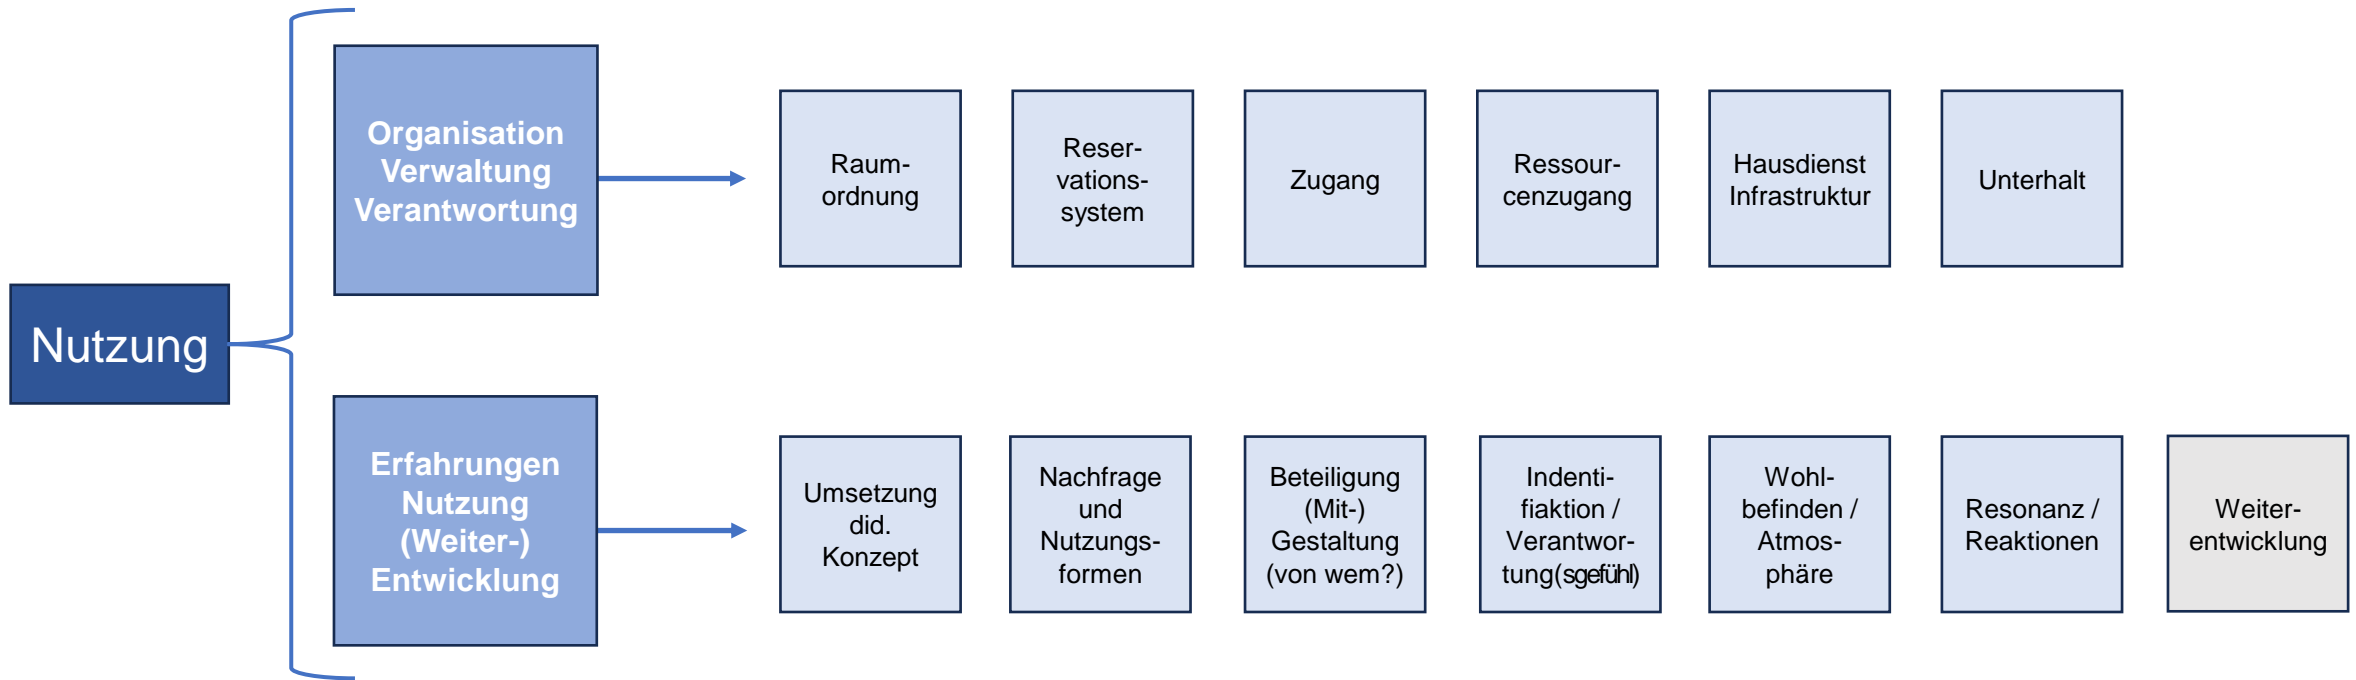 Nutzung
Organisation
Verwaltung
Verantwortung
Raum-
ordnung
Reser-
vations-
system
Zugang
Ressour-
cenzugang
Hausdienst
Infrastruktur
Unterhalt
Erfahrungen
Nutzung
(Weiter-)
Entwicklung
Umsetzung
did.
Konzept
Nachfrage
und
Nutzungs-
formen
Beteiligung
(Mit-)
Gestaltung
(von wem?)
Indenti-
fiaktion /
Verantwor-
tung(sgefühl)
Wohl-
befinden /
Atmos-
phäre
Resonanz /
Reaktionen
Weiter-
entwicklung